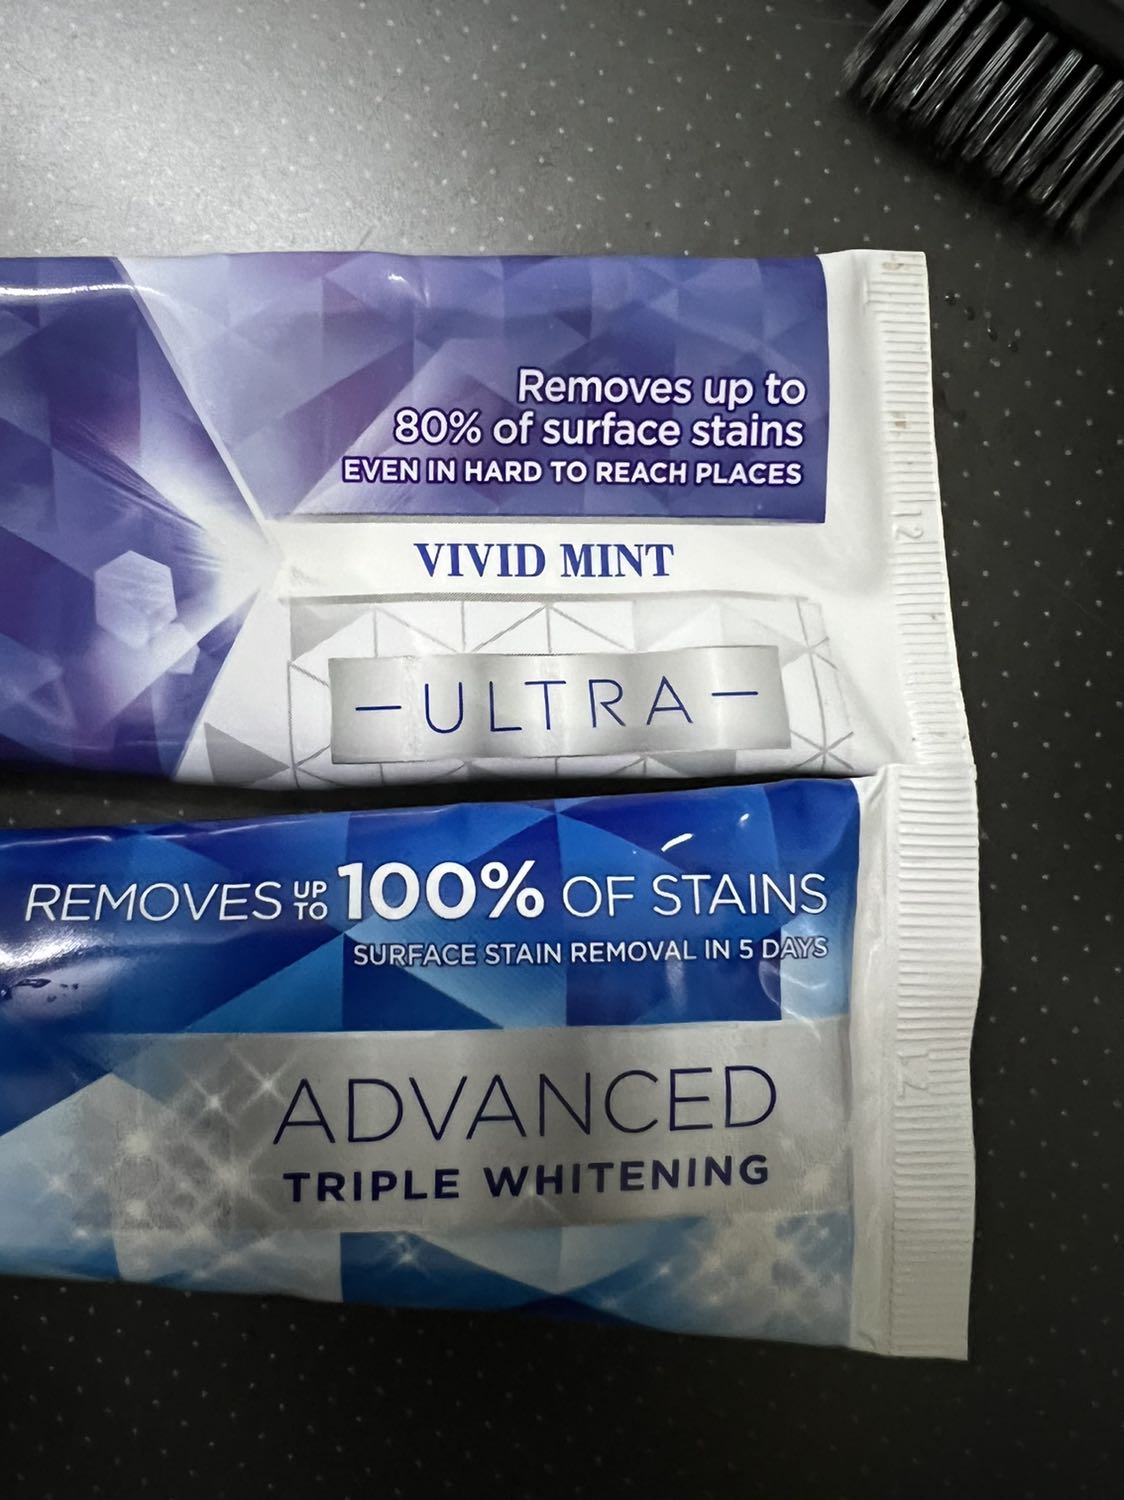 Removes up to
80% of surface stains
EVEN IN HARD TO REACH PLACES
VIVID MINT
—ULTRA—
REMOVES UP TO 100% OF STAINS
SURFACE STAIN REMOVAL IN 5 DAYS
ADVANCED
TRIPLE WHITENING